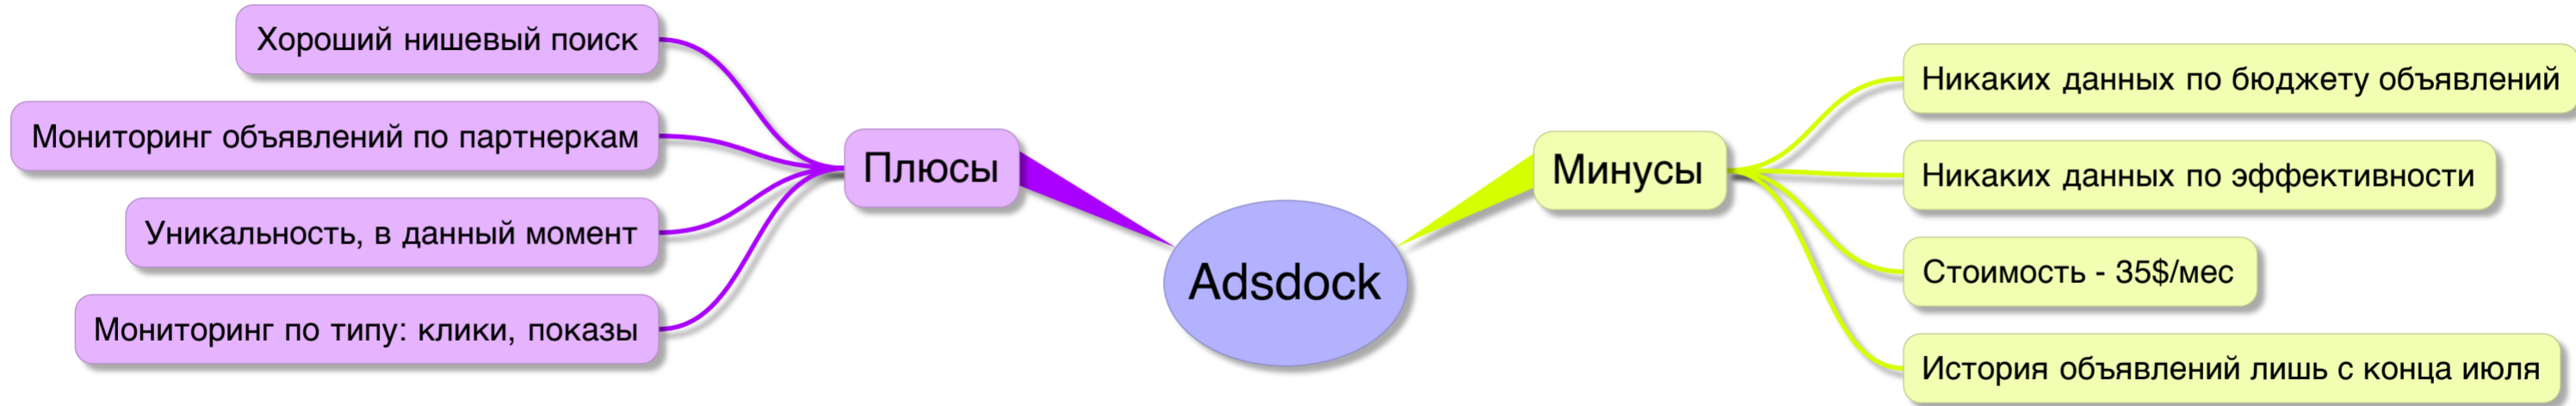 Хороший нишевый поиск
Мониторинг объявлений по партнеркам
Уникальность, в данный момент
Мониторинг по типу: клики, показы
Плюсы
Adsdock
Минусы
Никаких данных по бюджету объявлений
Никаких данных по эффективности
Стоимость - 35$/мес
История объявлений лишь с конца июля